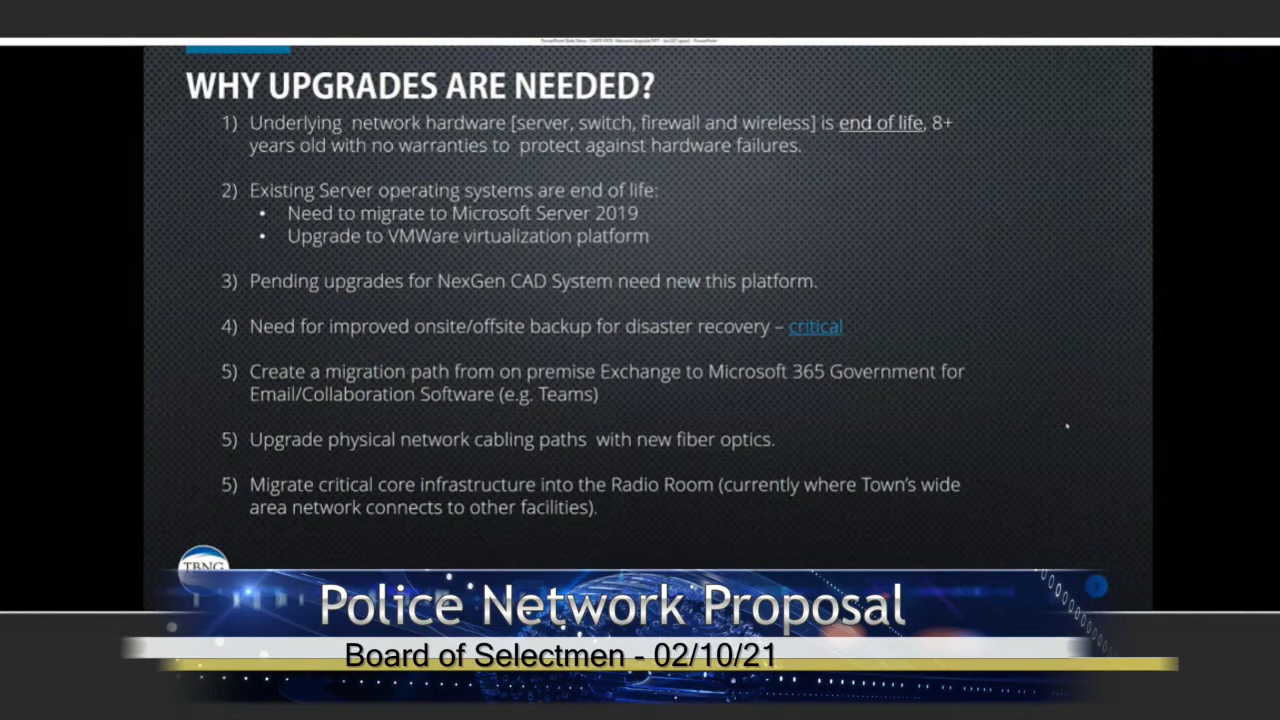 WHY UPGRADES ARE NEEDED?
1) Underlying network hardware [server, switch, firewall and wireless] is end of life, 8+
years old with no warranties to protect against hardware failures.
2) Existing Server operating systems are end of life:
• Need to migrate to Microsoft Server 2019
• Upgrade to VMWare virtualization platform
3) Pending upgrades for NexGen CAD System need new this platform.
4) Need for improved onsite/offsite backup for disaster recovery – critical
5) Create a migration path from on premise Exchange to Microsoft 365 Government for
Email/Collaboration Software (e.g. Teams)
5) Upgrade physical network cabling paths with new fiber optics.
5) Migrate critical core infrastructure into the Radio Room (currently where Town's wide
area network connects to other facilities).
TBNG
Police Network Proposal
Board of Selectmen - 02/10/21